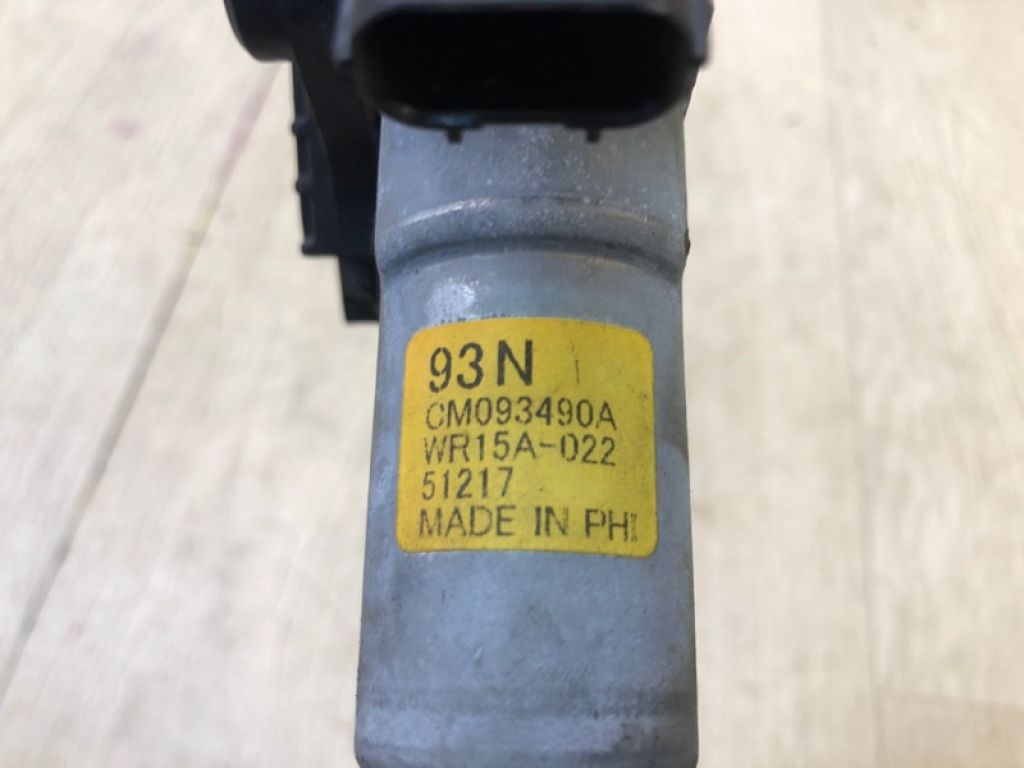 93N
CM093490A
WR15A-022
51217
MADE IN PHI